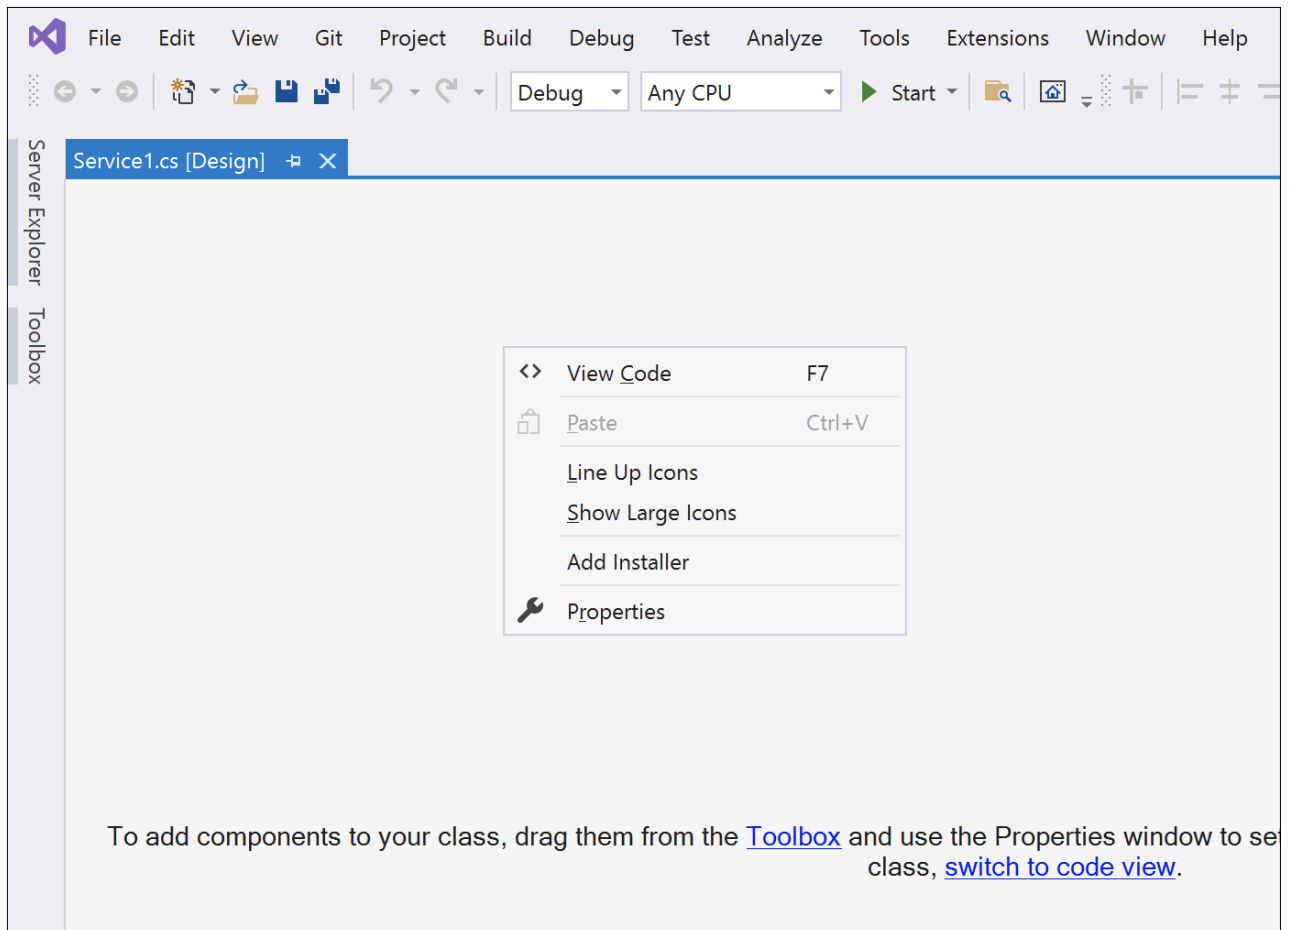 File Edit View Git Project Build Debug Test Analyze Tools Extensions Window Help
Debug Any CPU Start
Service1.cs [Design]
Server Explorer
Toolbox
View Code F7
Paste Ctrl+V
Line Up Icons
Show Large Icons
Add Installer
Properties
To add components to your class, drag them from the Toolbox and use the Properties window to
class, switch to code view.